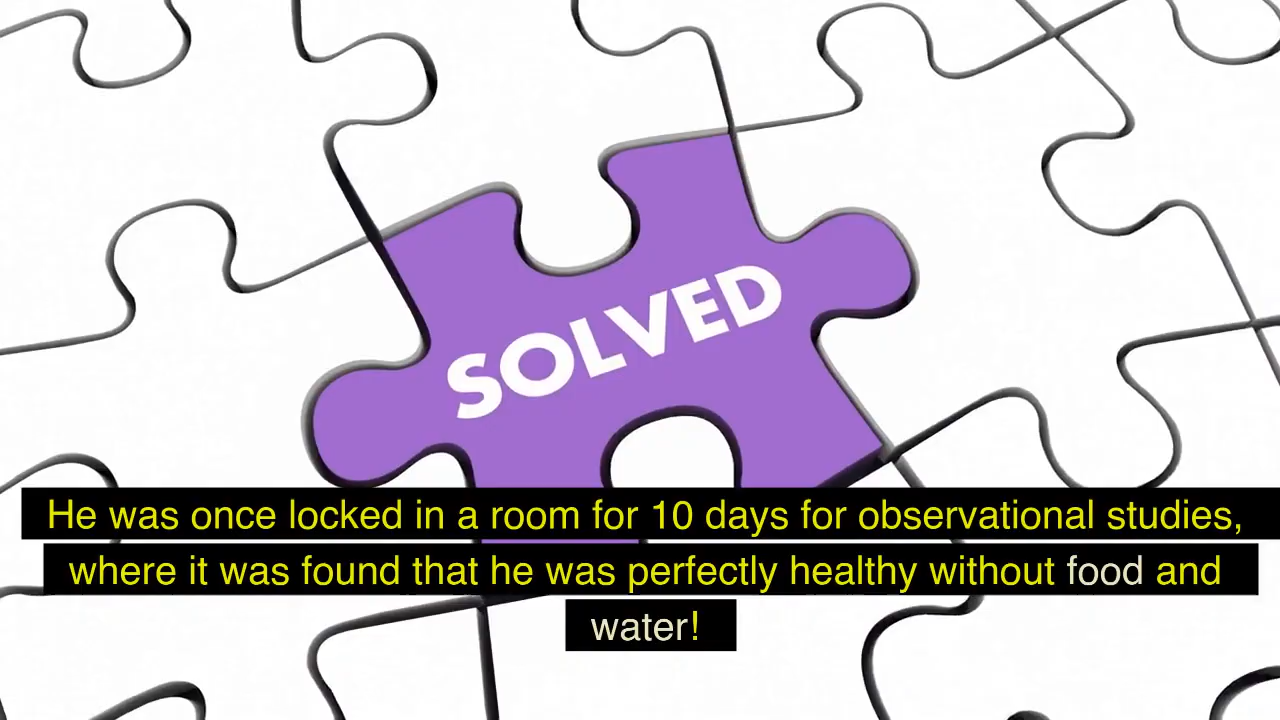 SOLVED
He was once locked in a room for 10 days for observational studies,
where it was found that he was perfectly healthy without food and
water!